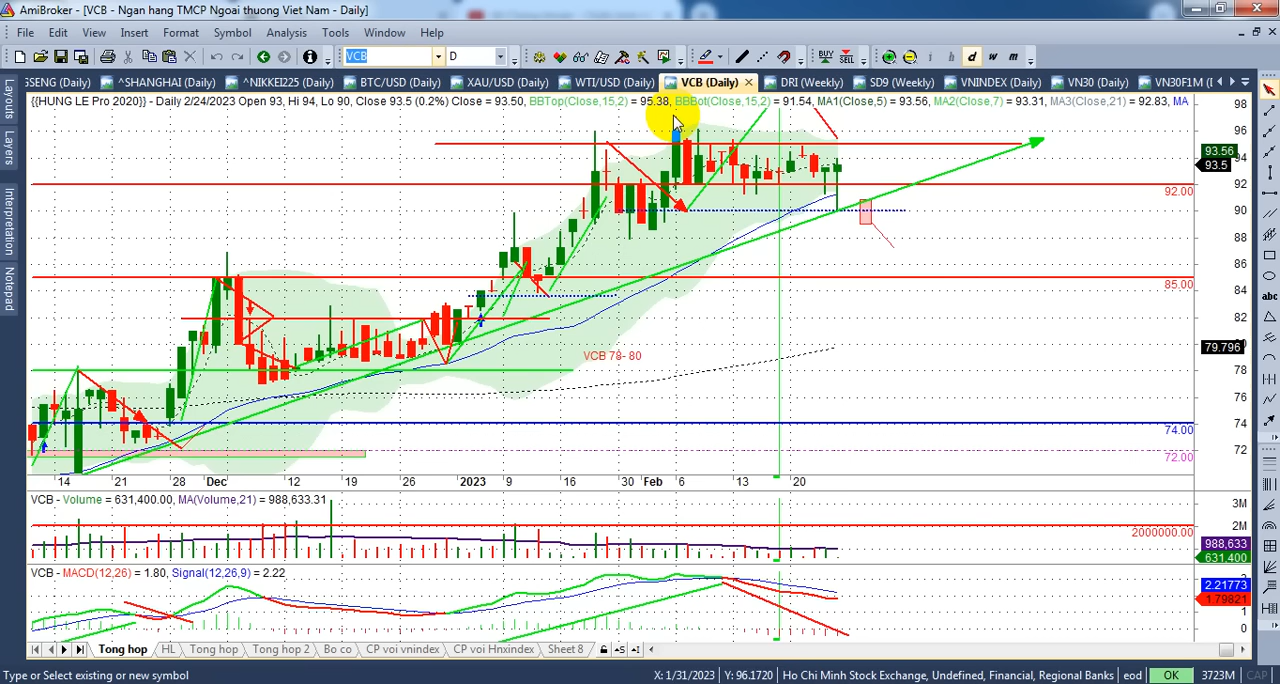 AmiBroker - [VCB - Ngan hang TMCP Ngoai thuong Viet Nam - Daily]
File Edit View Insert Format Symbol Analysis Tools Window Help
VCB D BUY SELL i h d w m
SENG (Daily) ^SHANGHAI (Daily) ^NIKKEI225 (Daily) BTC/USD (Daily) XAU/USD (Daily) WTI/USD (Daily) VCB (Daily) DRI (Weekly) SD9 (Weekly) VNINDEX (Daily) VN30 (Daily) VN30F1M (D
{{HUNG LE Pro 2020}} - Daily 2/24/2023 Open 93, Hi 94, Lo 90, Close 93.5 (0.2%) Close = 93.50, BBTop(Close,15,2) = 95.38, BBBot(Close,15,2) = 91.54, MA1(Close,5) = 93.56, MA2(Close,7) = 93.31, MA3(Close,21) = 92.83, MA
Layouts
Layers
Interpretation
Notepad
98
96
94
93.56
93.5
92
92.00
90
88
86
85.00
84
82
79.796
78
76
74
74.00
72
72.00
VCB 78- 80
14 21 28 Dec 12 19 26 2023 9 16 30 Feb 6 13 20
VCB - Volume = 631,400.00, MA(Volume,21) = 988,633.31
3M
2M
2000000.00
988,633
631,400
VCB - MACD(12,26) = 1.80, Signal(12,26,9) = 2.22
2.21773
1.79821
1
0
Tong hop HL Tong hop Tong hop 2 Bo co CP voi vnindex CP voi Hnxindex Sheet 8
abc
Type or Select existing or new symbol X: 1/31/2023 Y: 96.1720 Ho Chi Minh Stock Exchange, Undefined, Financial, Regional Banks eod OK 3723M CAP